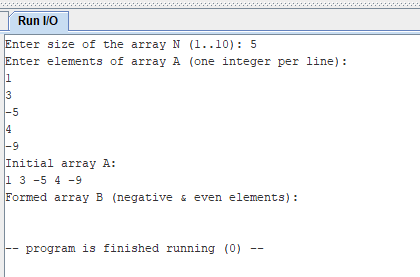 Run I/O
Enter size of the array N (1..10): 5
Enter elements of array A (one integer per line):
1
3
-5
4
-9
Initial array A:
1 3 -5 4 -9
Formed array B (negative & even elements):
-- program is finished running (0) --